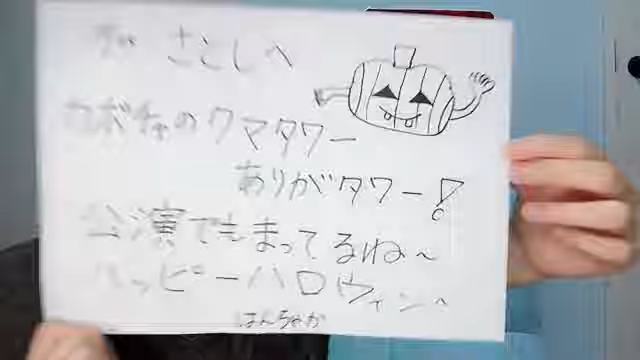 さとしへ
カボチャのクマタワー
ありがタワー!
公演でもまってるね〜
ハッピーハロウィン〜
はんちゃか